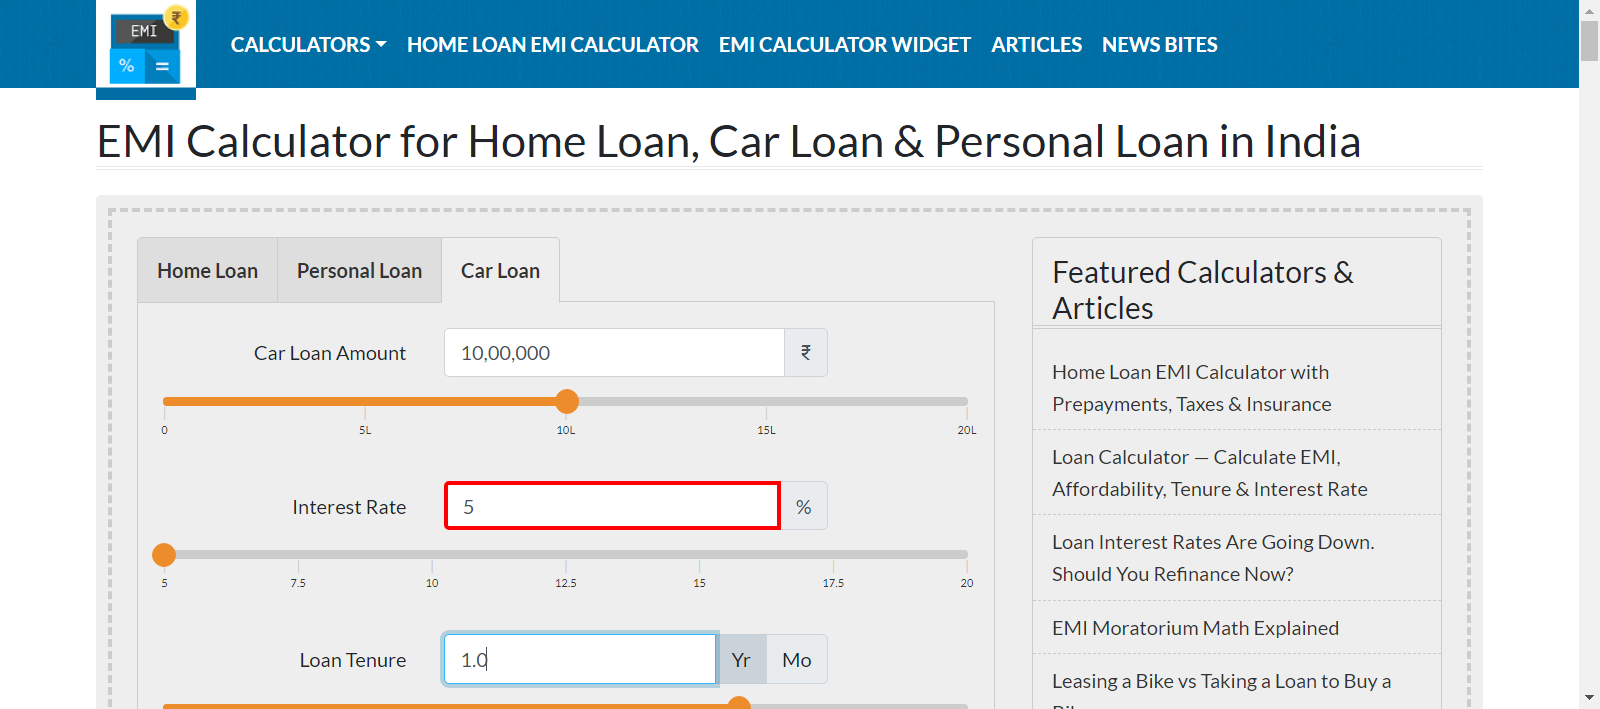 EMI ₹
% =
CALCULATORS HOME LOAN EMI CALCULATOR EMI CALCULATOR WIDGET ARTICLES NEWS BITES
EMI Calculator for Home Loan, Car Loan & Personal Loan in India
Home Loan Personal Loan Car Loan
Car Loan Amount 10,00,000 ₹
0 5L 10L 15L 20L
Interest Rate 5 %
5 7.5 10 12.5 15 17.5 20
Loan Tenure 1.0 Yr Mo
Featured Calculators &
Articles
Home Loan EMI Calculator with
Prepayments, Taxes & Insurance
Loan Calculator — Calculate EMI,
Affordability, Tenure & Interest Rate
Loan Interest Rates Are Going Down.
Should You Refinance Now?
EMI Moratorium Math Explained
Leasing a Bike vs Taking a Loan to Buy a